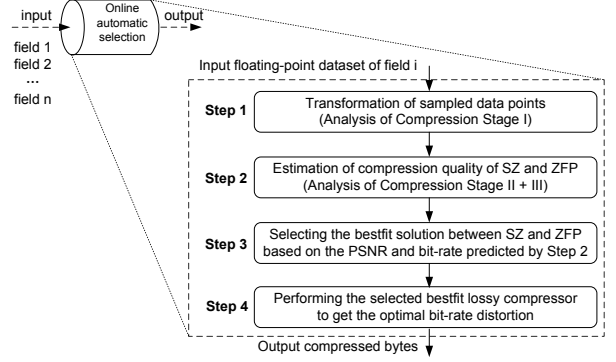 input
Online
automatic
selection
output
field 1
field 2
...
field n
Input floating-point dataset of field i
Step 1
Transformation of sampled data points
(Analysis of Compression Stage I)
Step 2
Estimation of compression quality of SZ and ZFP
(Analysis of Compression Stage II + III)
Step 3
Selecting the bestfit solution between SZ and ZFP
based on the PSNR and bit-rate predicted by Step 2
Step 4
Performing the selected bestfit lossy compressor
to get the optimal bit-rate distortion
Output compressed bytes